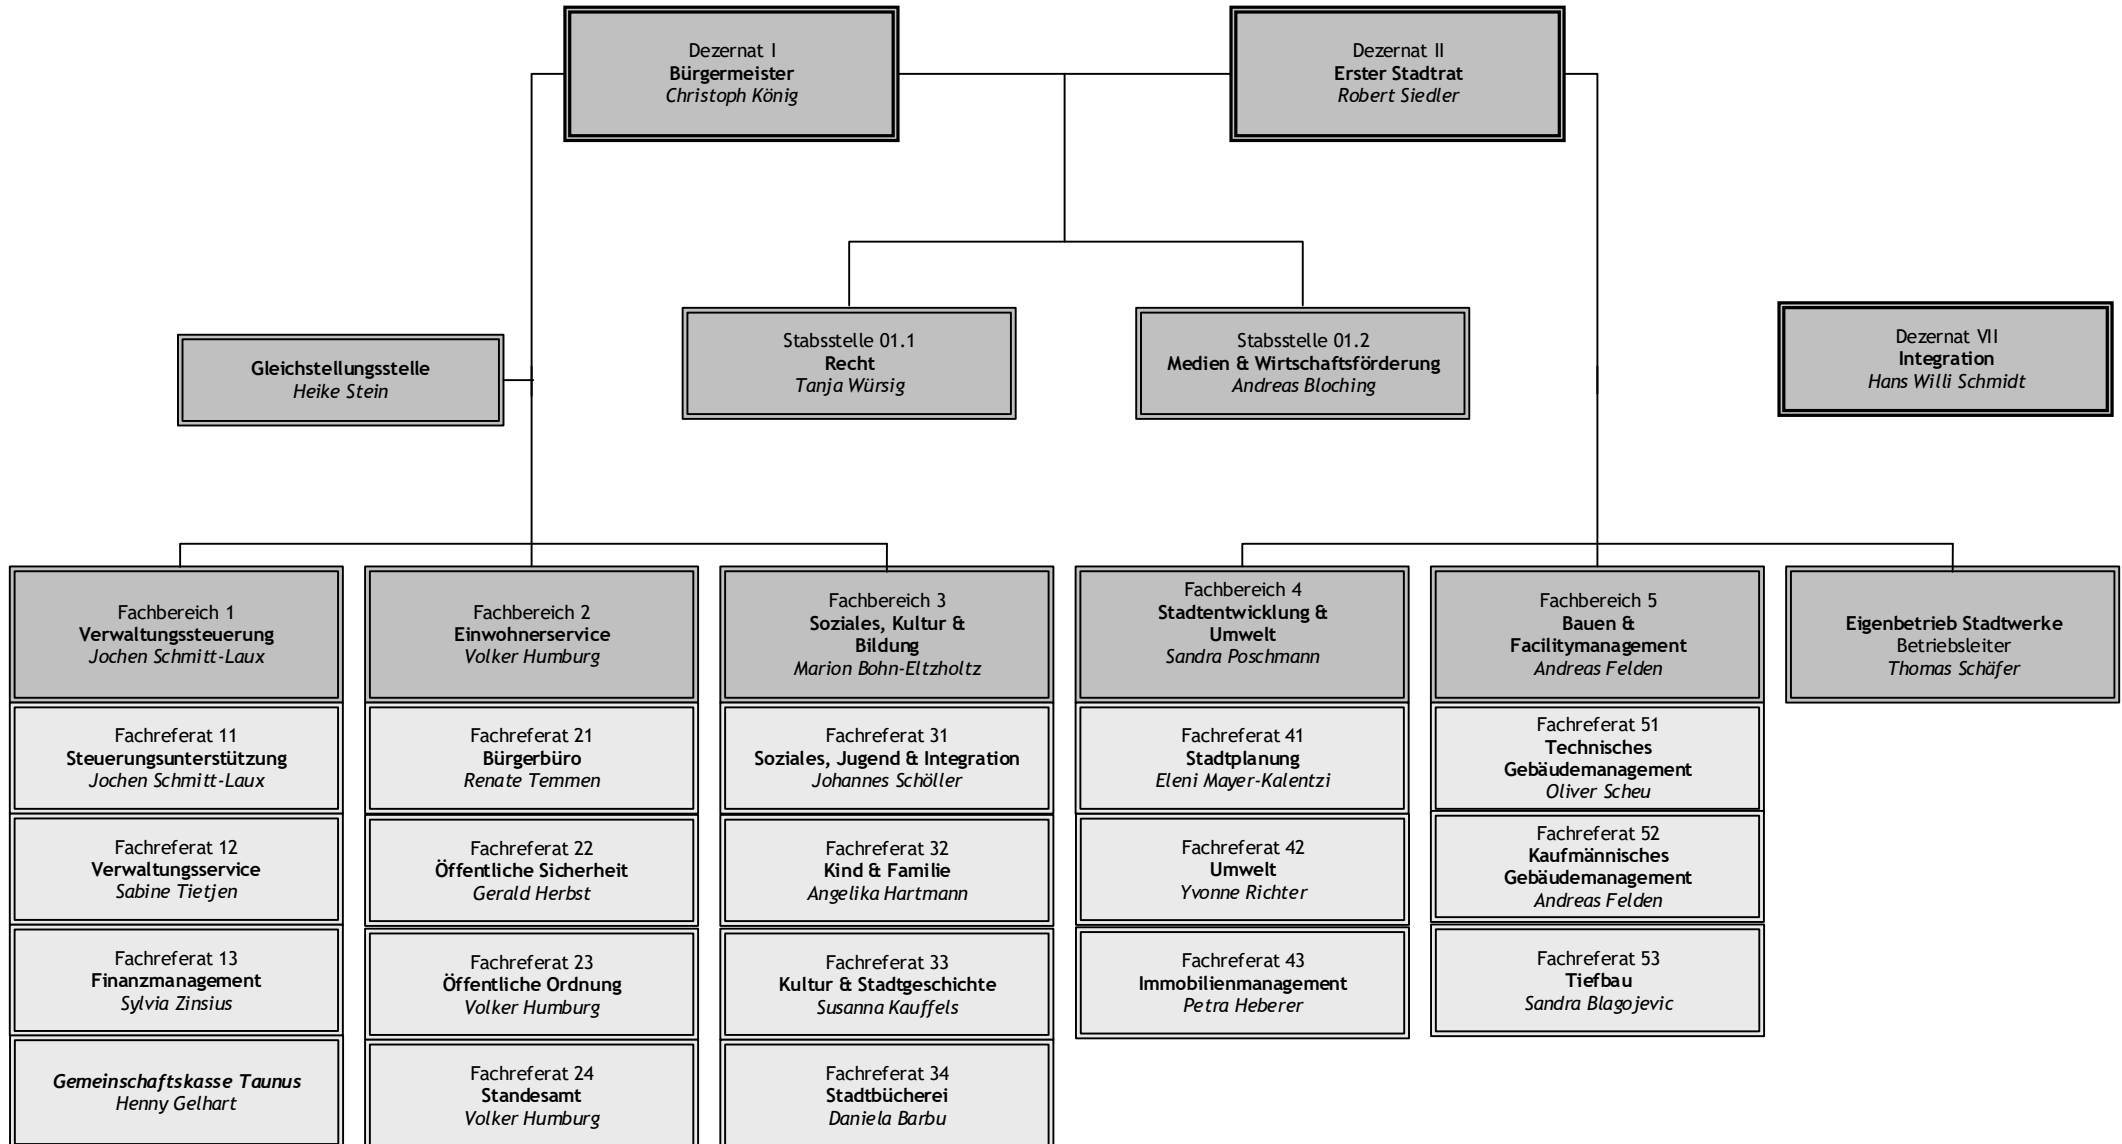 Dezernat I
Bürgermeister
Christoph König
Dezernat II
Erster Stadtrat
Robert Siedler
Gleichstellungsstelle
Heike Stein
Stabsstelle 01.1
Recht
Tanja Würsig
Stabsstelle 01.2
Medien & Wirtschaftsförderung
Andreas Bloching
Dezernat VII
Integration
Hans Willi Schmidt
Fachbereich 1
Verwaltungssteuerung
Jochen Schmitt-Laux
Fachreferat 11
Steuerungsunterstützung
Jochen Schmitt-Laux
Fachreferat 12
Verwaltungsservice
Sabine Tietjen
Fachreferat 13
Finanzmanagement
Sylvia Zinsius
Gemeinschaftskasse Taunus
Henny Gelhart
Fachbereich 2
Einwohnerservice
Volker Humburg
Fachreferat 21
Bürgerbüro
Renate Temmen
Fachreferat 22
Öffentliche Sicherheit
Gerald Herbst
Fachreferat 23
Öffentliche Ordnung
Volker Humburg
Fachreferat 24
Standesamt
Volker Humburg
Fachbereich 3
Soziales, Kultur &
Bildung
Marion Bohn-Eltzholtz
Fachreferat 31
Soziales, Jugend & Integration
Johannes Schöller
Fachreferat 32
Kind & Familie
Angelika Hartmann
Fachreferat 33
Kultur & Stadtgeschichte
Susanna Kauffels
Fachreferat 34
Stadtbücherei
Daniela Barbu
Fachbereich 4
Stadtentwicklung &
Umwelt
Sandra Poschmann
Fachreferat 41
Stadtplanung
Eleni Mayer-Kalentzi
Fachreferat 42
Umwelt
Yvonne Richter
Fachreferat 43
Immobilienmanagement
Petra Heberer
Fachbereich 5
Bauen &
Facilitymanagement
Andreas Felden
Fachreferat 51
Technisches
Gebäudemanagement
Oliver Scheu
Fachreferat 52
Kaufmännisches
Gebäudemanagement
Andreas Felden
Fachreferat 53
Tiefbau
Sandra Blagojevic
Eigenbetrieb Stadtwerke
Betriebsleiter
Thomas Schäfer